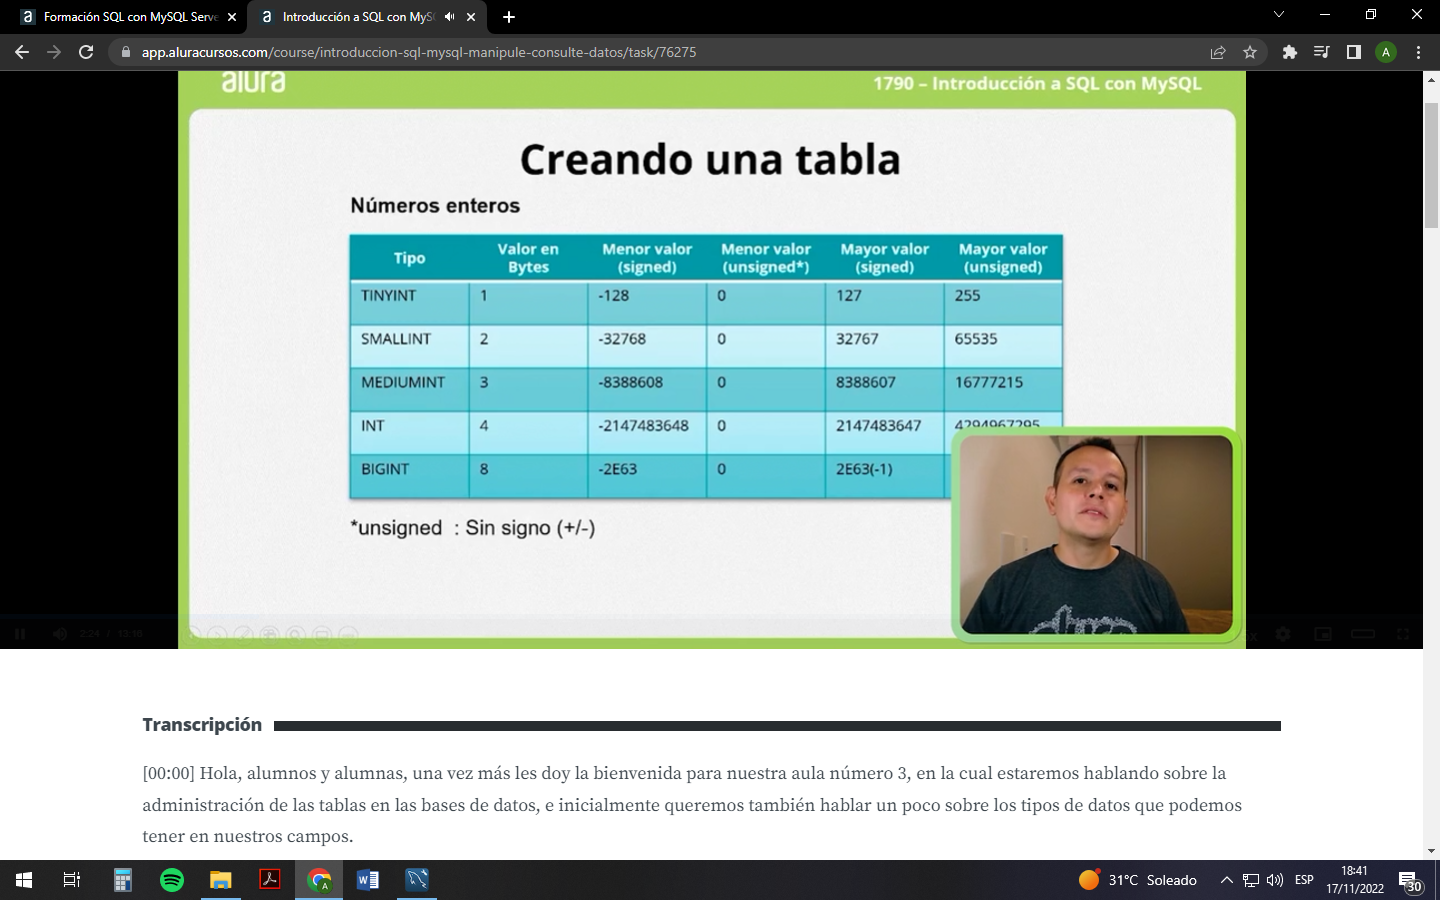 Formación SQL con MySQL Serve
Introducción a SQL con MyS
app.aluracursos.com/course/introduccion-sql-mysql-manipule-consulte-datos/task/76275
A
alura
1790 – Introducción a SQL con MySQL
Creando una tabla
Números enteros
Tipo Valor en Bytes Menor valor (signed) Menor valor (unsigned*) Mayor valor (signed) Mayor valor (unsigned)
TINYINT 1 -128 0 127 255
SMALLINT 2 -32768 0 32767 65535
MEDIUMINT 3 -8388608 0 8388607 16777215
INT 4 -2147483648 0 2147483647 4294967295
BIGINT 8 -2E63 0 2E63(-1)
*unsigned : Sin signo (+/-)
2:24 / 13:16
Transcripción
[00:00] Hola, alumnos y alumnas, una vez más les doy la bienvenida para nuestra aula número 3, en la cual estaremos hablando sobre la
administración de las tablas en las bases de datos, e inicialmente queremos también hablar un poco sobre los tipos de datos que podemos
tener en nuestros campos.
31°C Soleado
ESP
18:41
17/11/2022
30